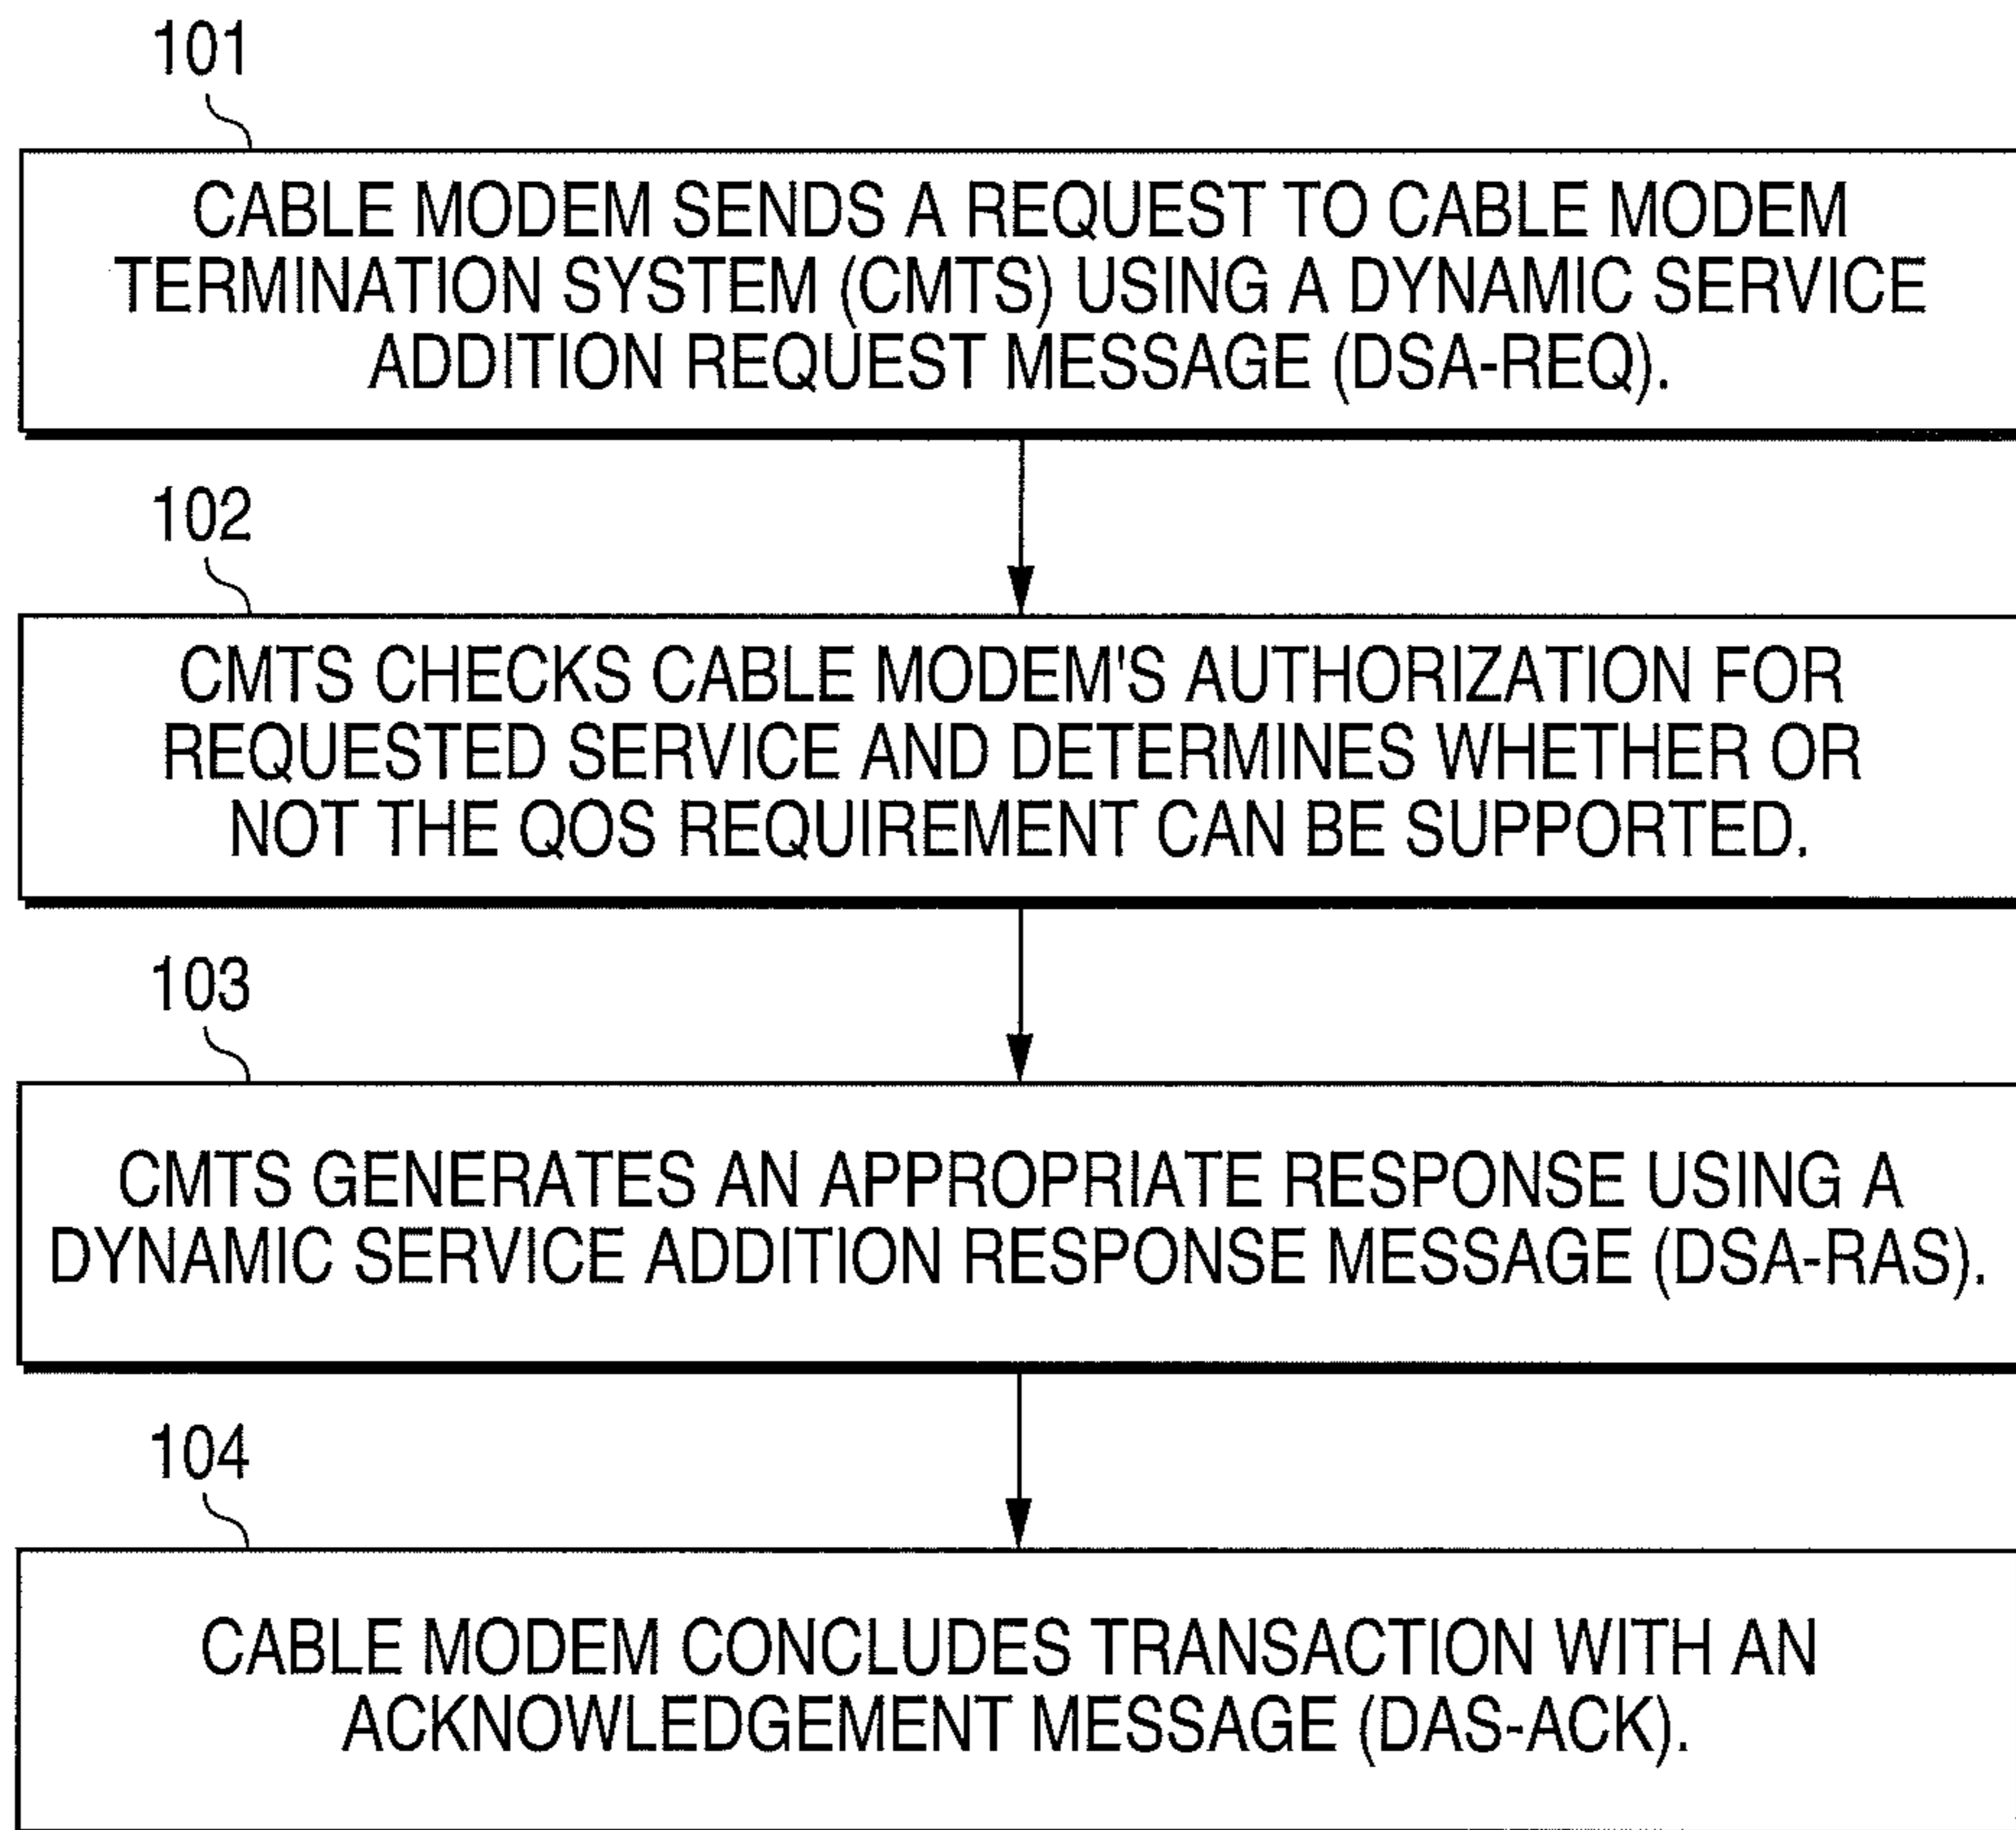 101
CABLE MODEM SENDS A REQUEST TO CABLE MODEM
TERMINATION SYSTEM (CMTS) USING A DYNAMIC SERVICE
ADDITION REQUEST MESSAGE (DSA-REQ).
102
CMTS CHECKS CABLE MODEM'S AUTHORIZATION FOR
REQUESTED SERVICE AND DETERMINES WHETHER OR
NOT THE QOS REQUIREMENT CAN BE SUPPORTED.
103
CMTS GENERATES AN APPROPRIATE RESPONSE USING A
DYNAMIC SERVICE ADDITION RESPONSE MESSAGE (DSA-RAS).
104
CABLE MODEM CONCLUDES TRANSACTION WITH AN
ACKNOWLEDGEMENT MESSAGE (DAS-ACK).